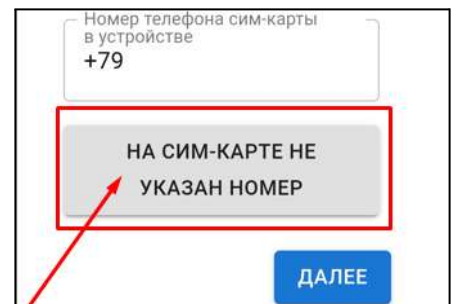 Номер телефона сим-карты
в устройстве
+79
НА СИМ-КАРТЕ НЕ
УКАЗАН НОМЕР
ДАЛЕЕ